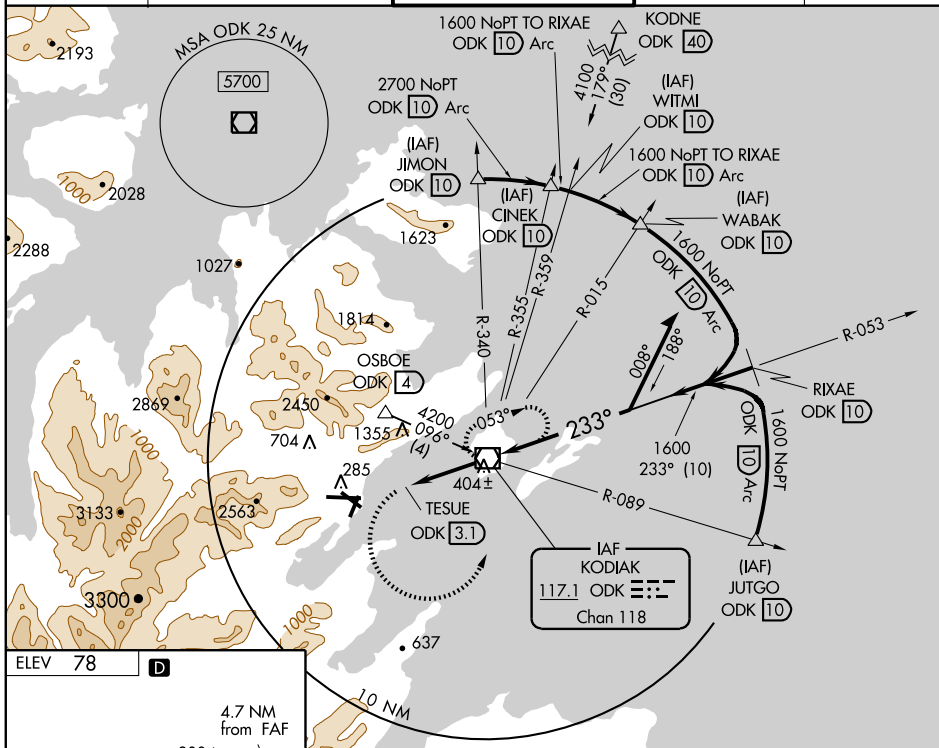 2193
MSA ODK 25 NM
5700
1600 NoPT TO RIXAE
ODK 10 Arc
KODNE
ODK 40
4100
179°
(30)
2700 NoPT
ODK 10 Arc
(IAF)
WITMI
ODK 10
(IAF)
JIMON
ODK 10
1600 NoPT TO RIXAE
ODK 10 Arc
(IAF)
CINEK
ODK 10
(IAF)
WABAK
ODK 10
1000
2028
1623
2288
1027
1600 NoPT
ODK 10 Arc
R-340
R-355
R-359
R-015
R-053
1814
OSBOE
ODK 4
008°
188°
RIXAE
ODK 10
2869
2450
4200
096°
(4)
053°
233°
1000
704
1355
1600
233° (10)
1600 NoPT
ODK 10 Arc
285
404±
R-089
3133
2563
2000
TESUE
ODK 3.1
IAF
KODIAK
117.1 ODK
Chan 118
(IAF)
JUTGO
ODK 10
3300
1000
637
ELEV 78
D
10 NM
4.7 NM
from FAF